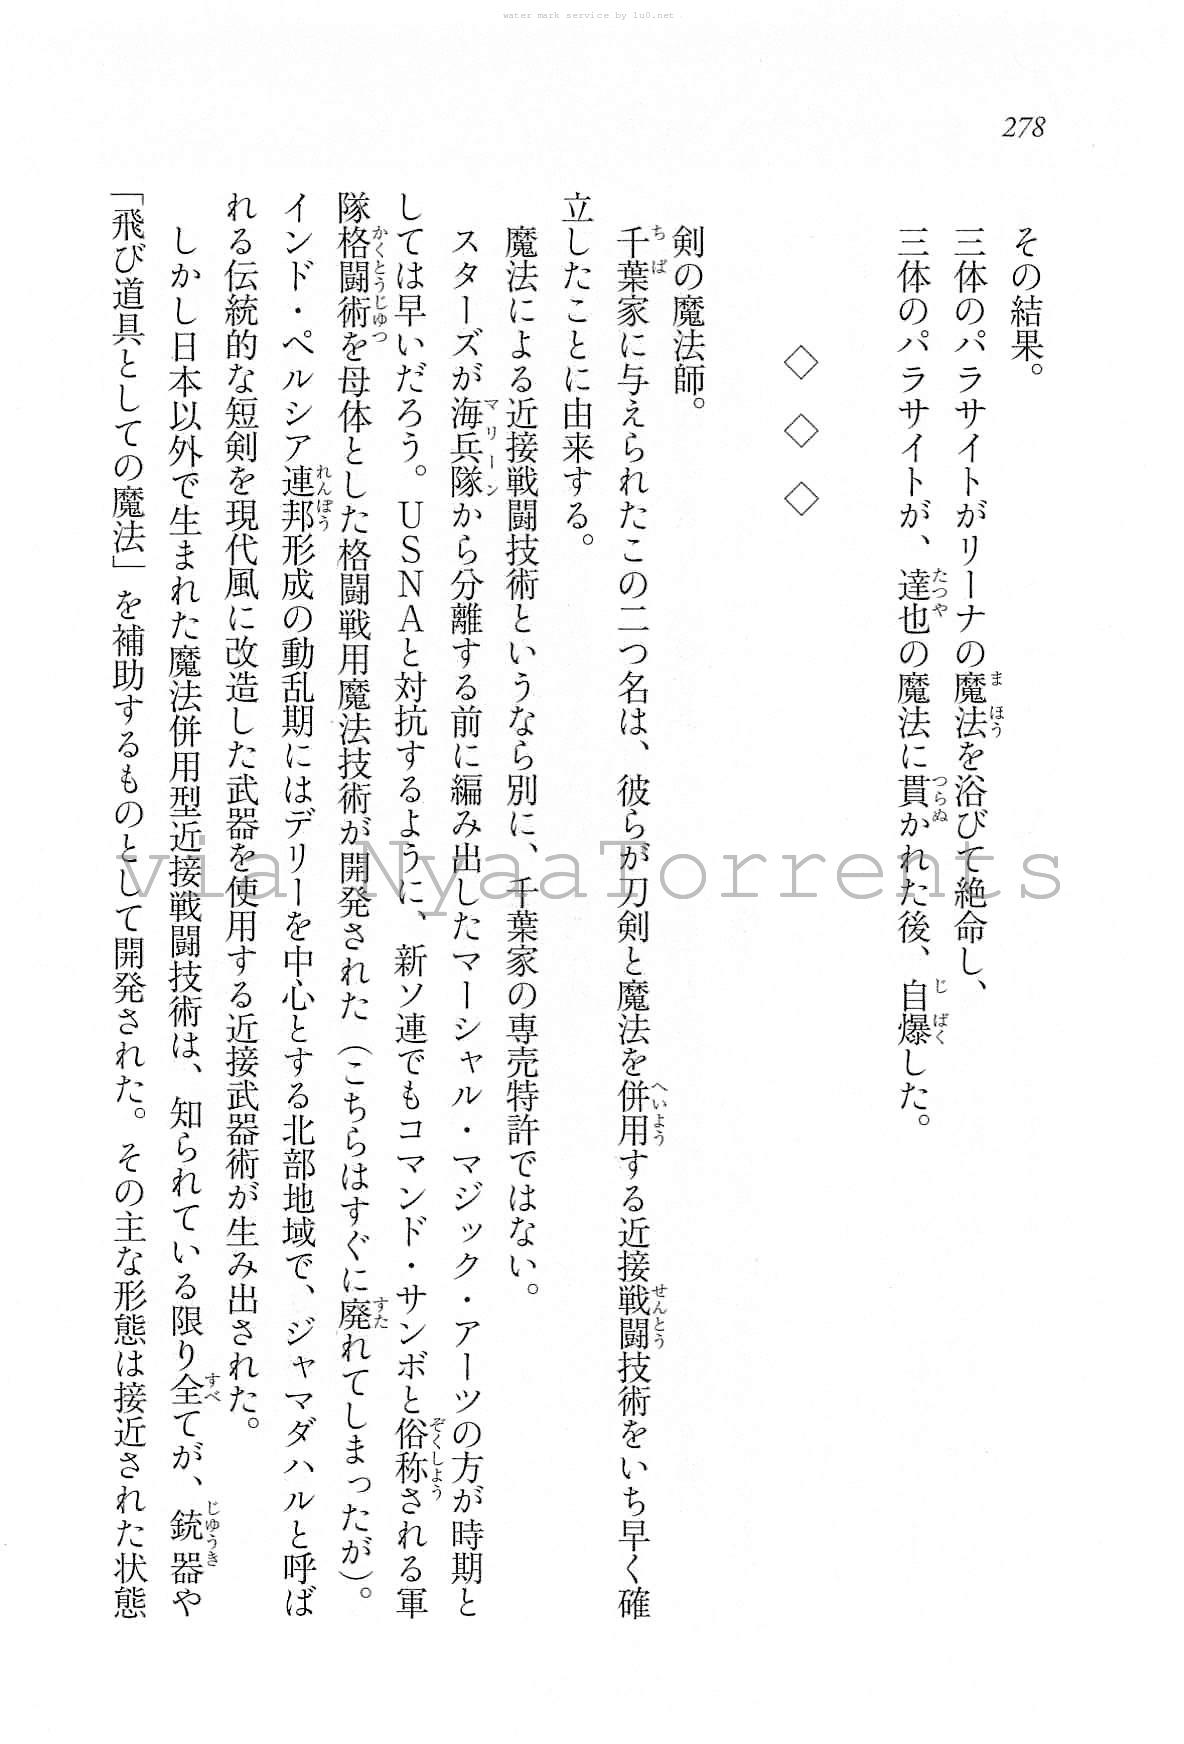 water mark service by lu0.net
278
その結果。
三体のパラサイトがリーナの魔法を浴びて絶命し、
三体のパラサイトが、達也の魔法に貫かれた後、自爆した。
◇ ◇ ◇
剣の魔法師。
千葉家に与えられたこの二つ名は、彼らが刀剣と魔法を併用する近接戦闘技術をいち早く確
立したことに由来する。
魔法による近接戦闘技術というなら別に、千葉家の専売特許ではない。
スターズが海兵隊から分離する前に編み出したマーシャル・マジック・アーツの方が時期と
しては早いだろう。ＵＳＮＡと対抗するように、新ソ連でもコマンド・サンボと俗称される軍
隊格闘術を母体とした格闘戦用魔法技術が開発された（こちらはすぐに廃れてしまったが）。
インド・ペルシア連邦形成の動乱期にはデリーを中心とする北部地域で、ジャマダハルと呼ば
れる伝統的な短剣を現代風に改造した武器を使用する近接武器術が生み出された。
しかし日本以外で生まれた魔法併用型近接戦闘技術は、知られている限り全てが、銃器や
「飛び道具としての魔法」を補助するものとして開発された。その主な形態は接近された状態
via NyaaTorrents